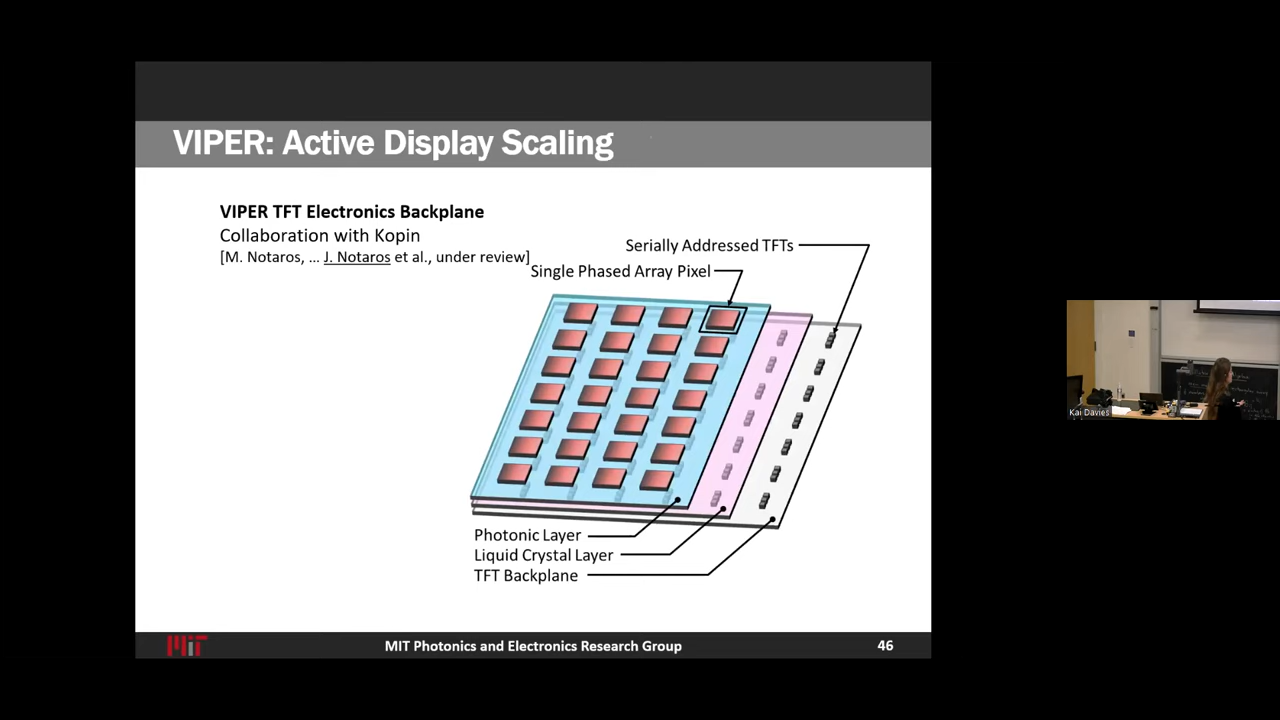 VIPER: Active Display Scaling
VIPER TFT Electronics Backplane
Collaboration with Kopin
[M. Notaros, ... J. Notaros et al., under review]
Serially Addressed TFTs
Single Phased Array Pixel
Photonic Layer
Liquid Crystal Layer
TFT Backplane
MIT
MIT Photonics and Electronics Research Group
46
Kai Davies